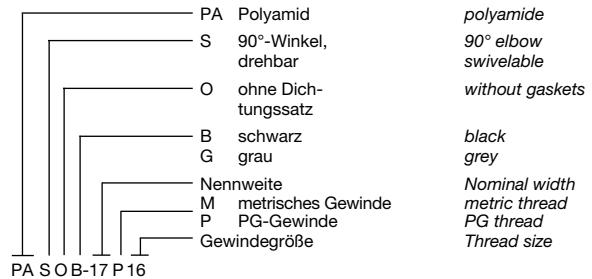 PA Polyamid polyamide
S 90°-Winkel, 90° elbow
drehbar swivelable
O ohne Dich- without gaskets
tungssatz
B schwarz black
G grau grey
Nennweite Nominal width
M metrisches Gewinde metric thread
P PG-Gewinde PG thread
Gewindegröße Thread size
PA S O B-17 P 16